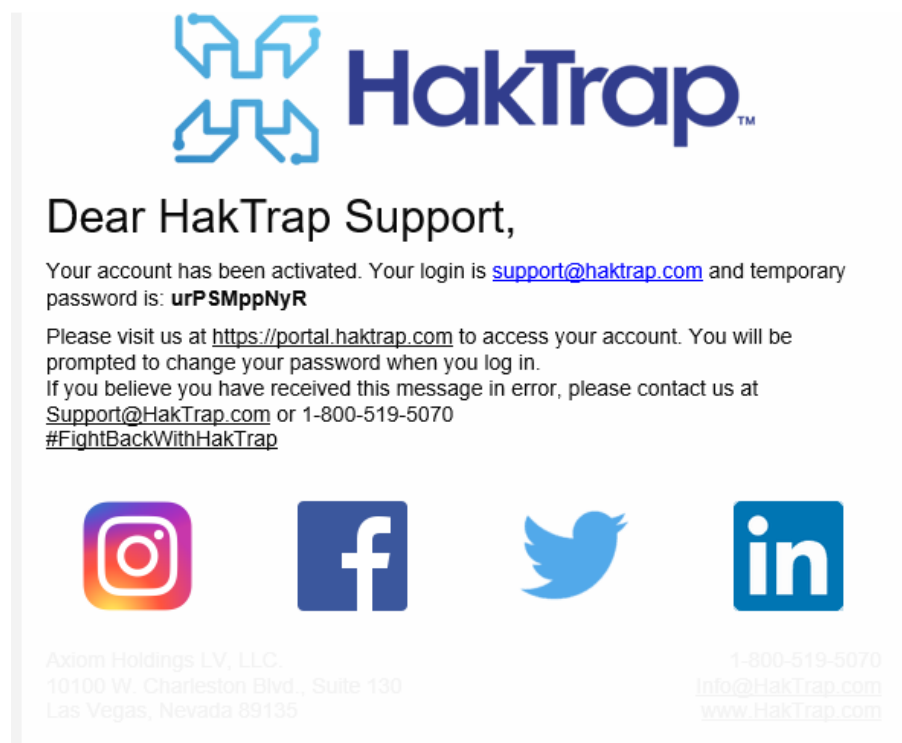 HakTrap™
Dear HakTrap Support,
Your account has been activated. Your login is support@haktrap.com and temporary
password is: urPSMppNyR
Please visit us at https://portal.haktrap.com to access your account. You will be
prompted to change your password when you log in.
If you believe you have received this message in error, please contact us at
Support@HakTrap.com or 1-800-519-5070
#FightBackWithHakTrap
f
in
Axiom Holdings LV, LLC.
1-800-519-5070
10100 W. Charleston Blvd., Suite 130
Info@HakTrap.com
Las Vegas, Nevada 89135
www.HakTrap.com